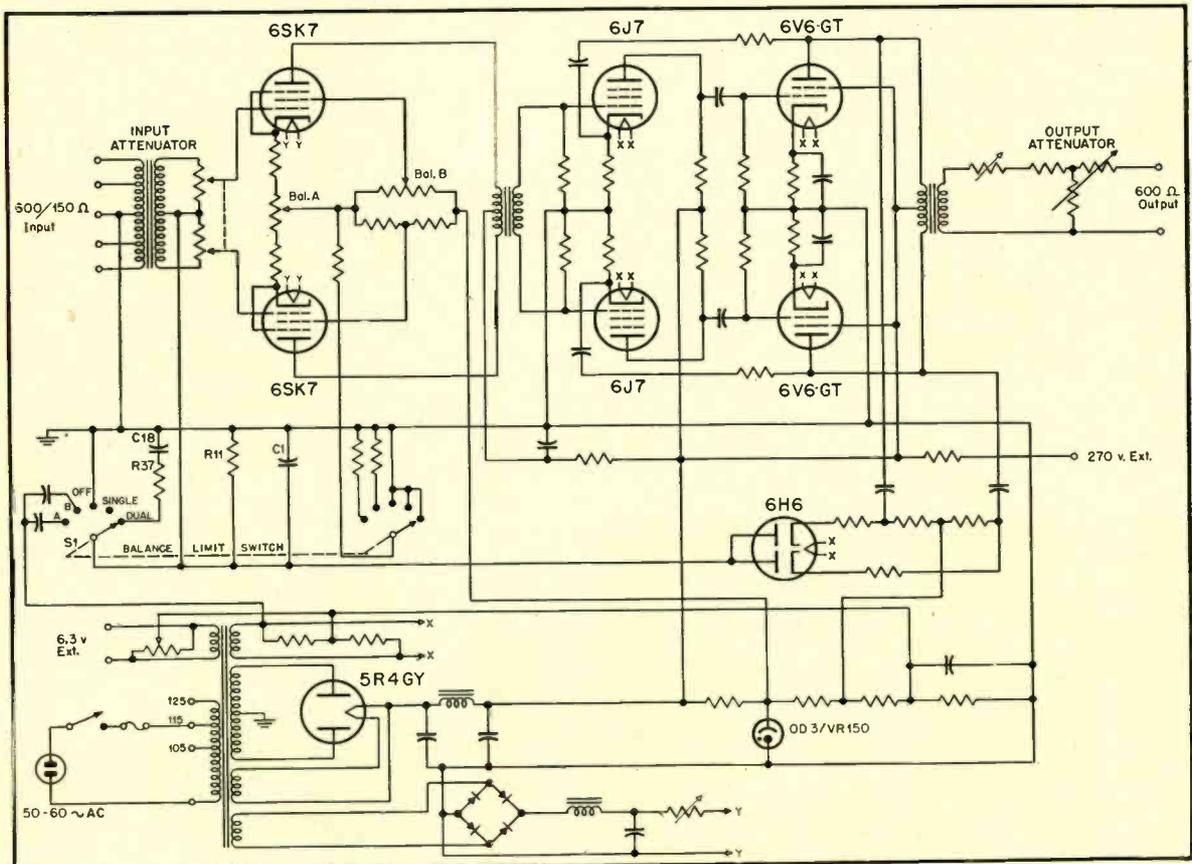 6SK7
6J7
6V6-GT
INPUT
ATTENUATOR
OUTPUT
ATTENUATOR
Y Y
X X
X X
Bal. B
Bal. A
600/150 Ω
Input
600 Ω
Output
Y Y
X X
X X
6SK7
6J7
6V6-GT
C18
R37
R11
C1
270 v. Ext.
OFF
B
SINGLE
A
DUAL
S1
BALANCE LIMIT SWITCH
6H6
X
X
6.3 v
Ext.
X
X
5R4GY
125
115
105
OD3/VR150
50-60 ~ AC
Y
Y